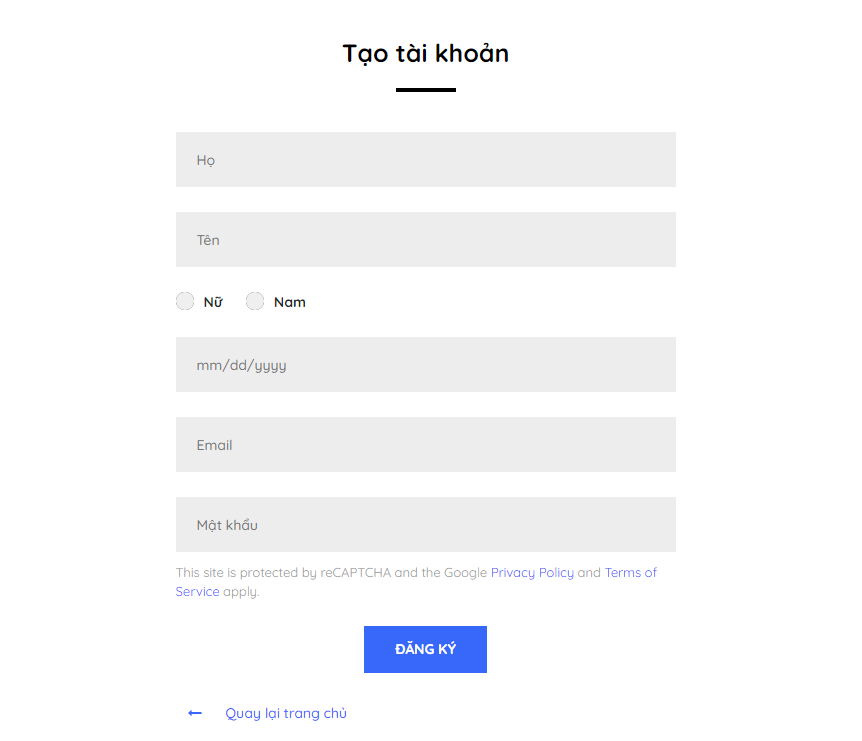 Tạo tài khoản
Họ
Tên
Nữ Nam
mm/dd/yyyy
Email
Mật khẩu
This site is protected by reCAPTCHA and the Google Privacy Policy and Terms of
Service apply.
ĐĂNG KÝ
Quay lại trang chủ